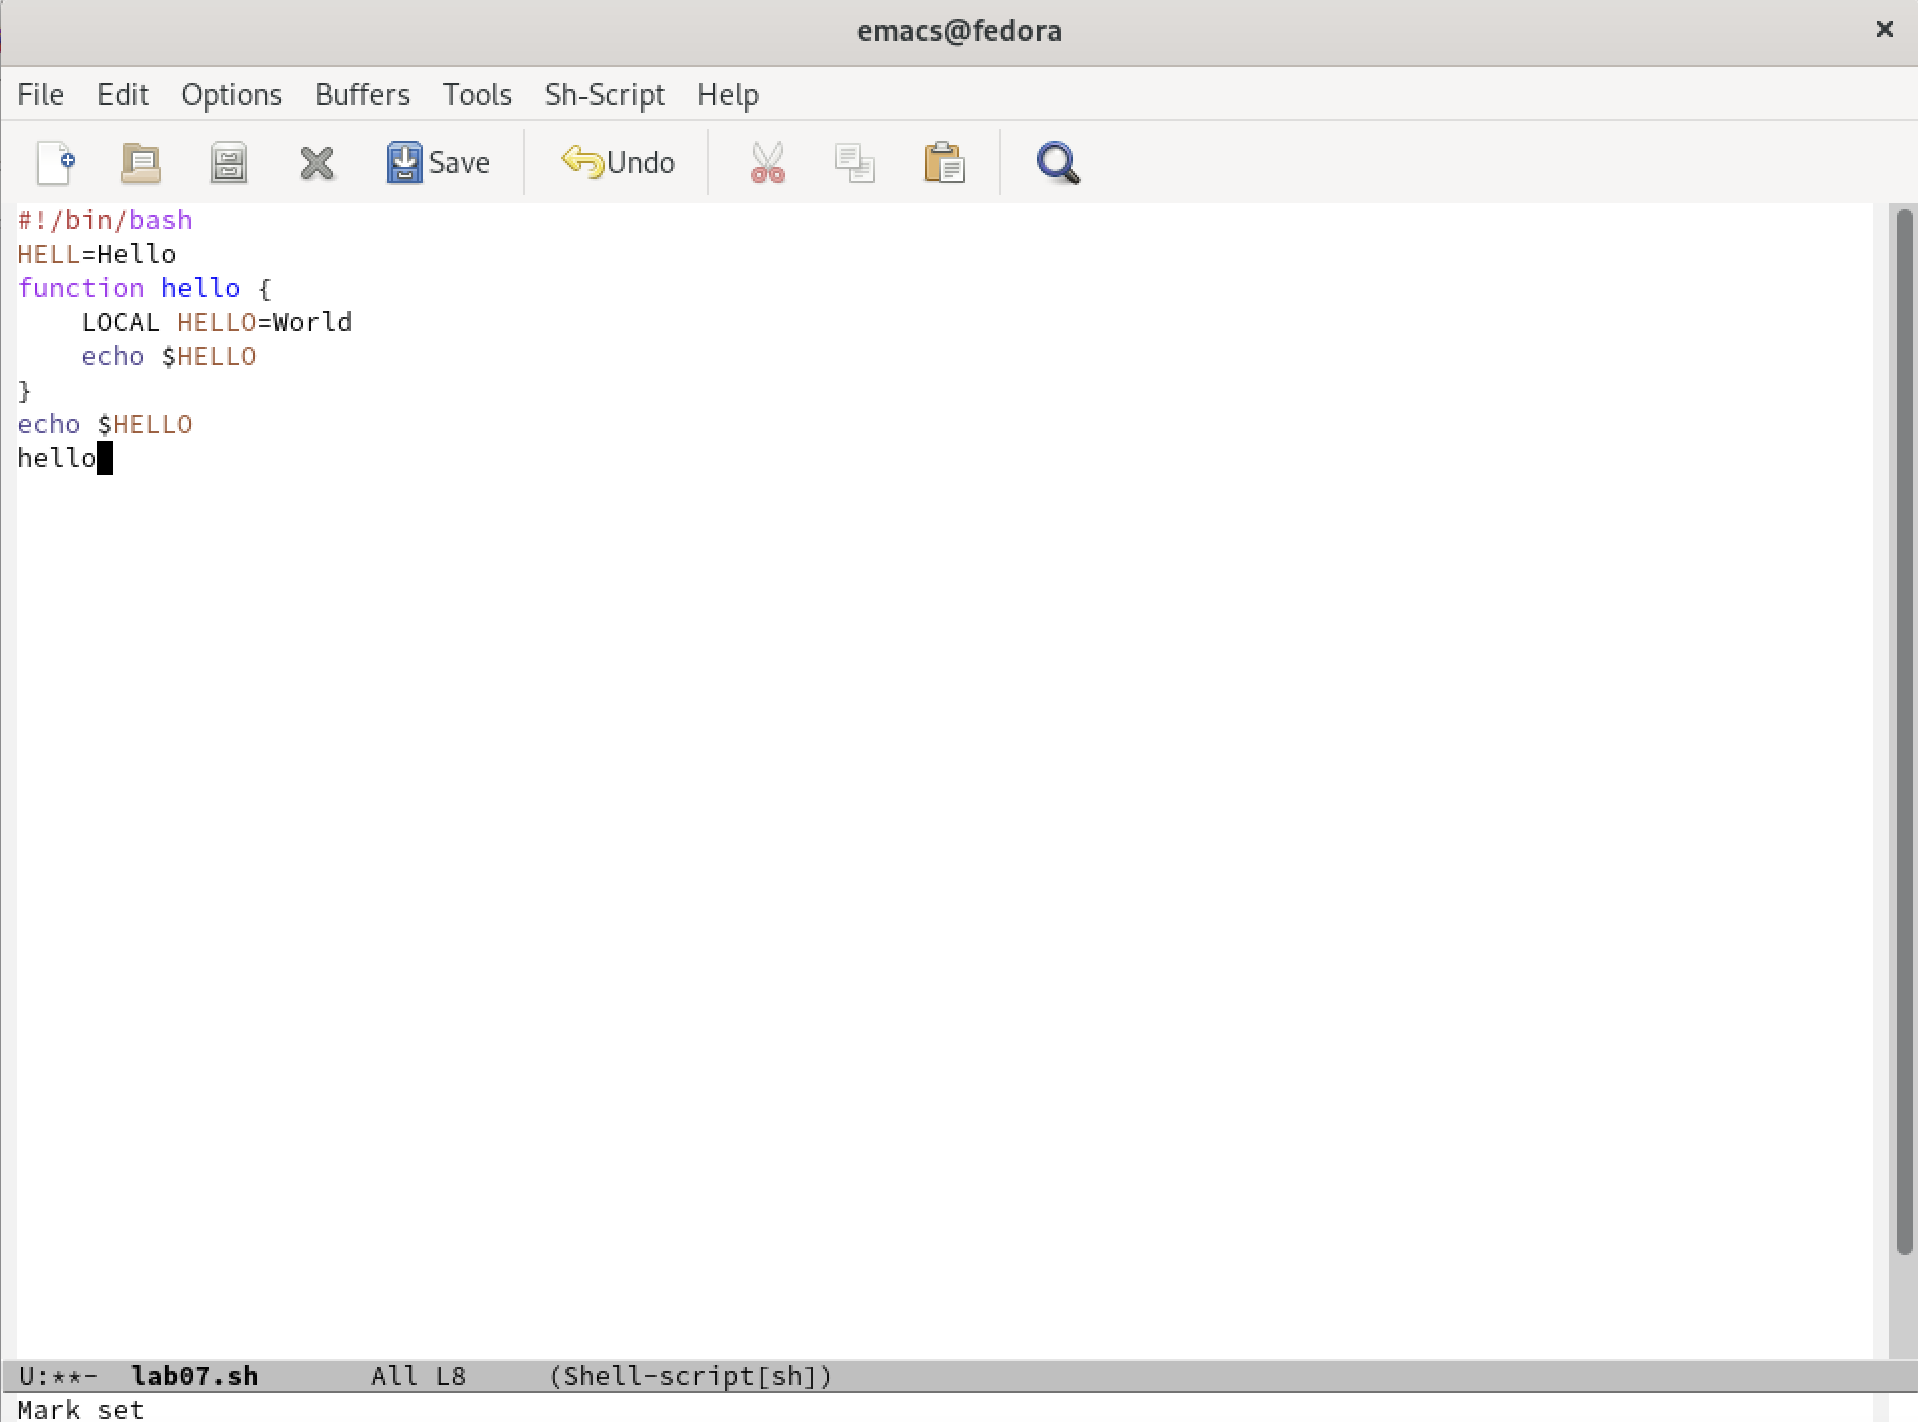 emacs@fedora
File Edit Options Buffers Tools Sh-Script Help
Save Undo
#!/bin/bash
HELL=Hello
function hello {
    LOCAL HELLO=World
    echo $HELLO
}
echo $HELLO
hello
U:**-  lab07.sh       All L8     (Shell-script[sh])
Mark set